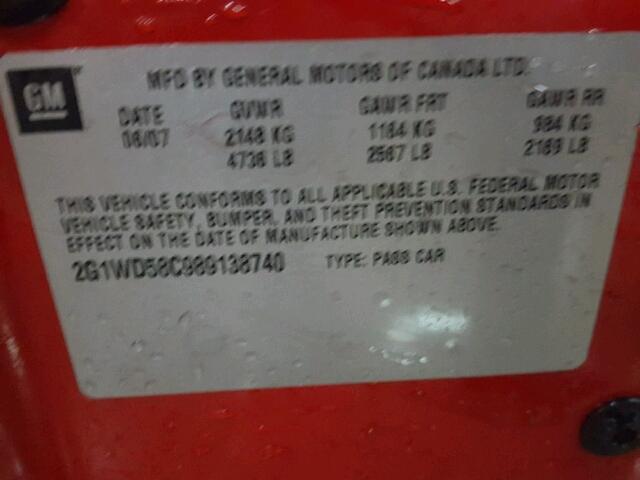 GM
MFD BY GENERAL MOTORS OF CANADA LTD.
DATE GVWR GAWR FRT GAWR RR
08/07 2148 KG 1164 KG 984 KG
4736 LB 2567 LB 2169 LB
THIS VEHICLE CONFORMS TO ALL APPLICABLE U.S. FEDERAL MOTOR
VEHICLE SAFETY, BUMPER, AND THEFT PREVENTION STANDARDS IN
EFFECT ON THE DATE OF MANUFACTURE SHOWN ABOVE.
2G1WD58C989138740 TYPE: PASS CAR